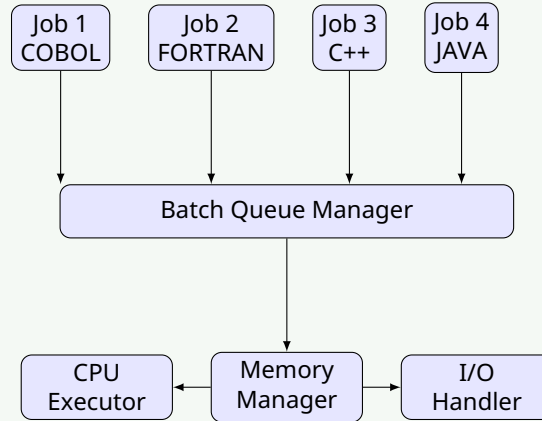 Job 1
COBOL
Job 2
FORTRAN
Job 3
C++
Job 4
JAVA
Batch Queue Manager
CPU
Executor
Memory
Manager
I/O
Handler